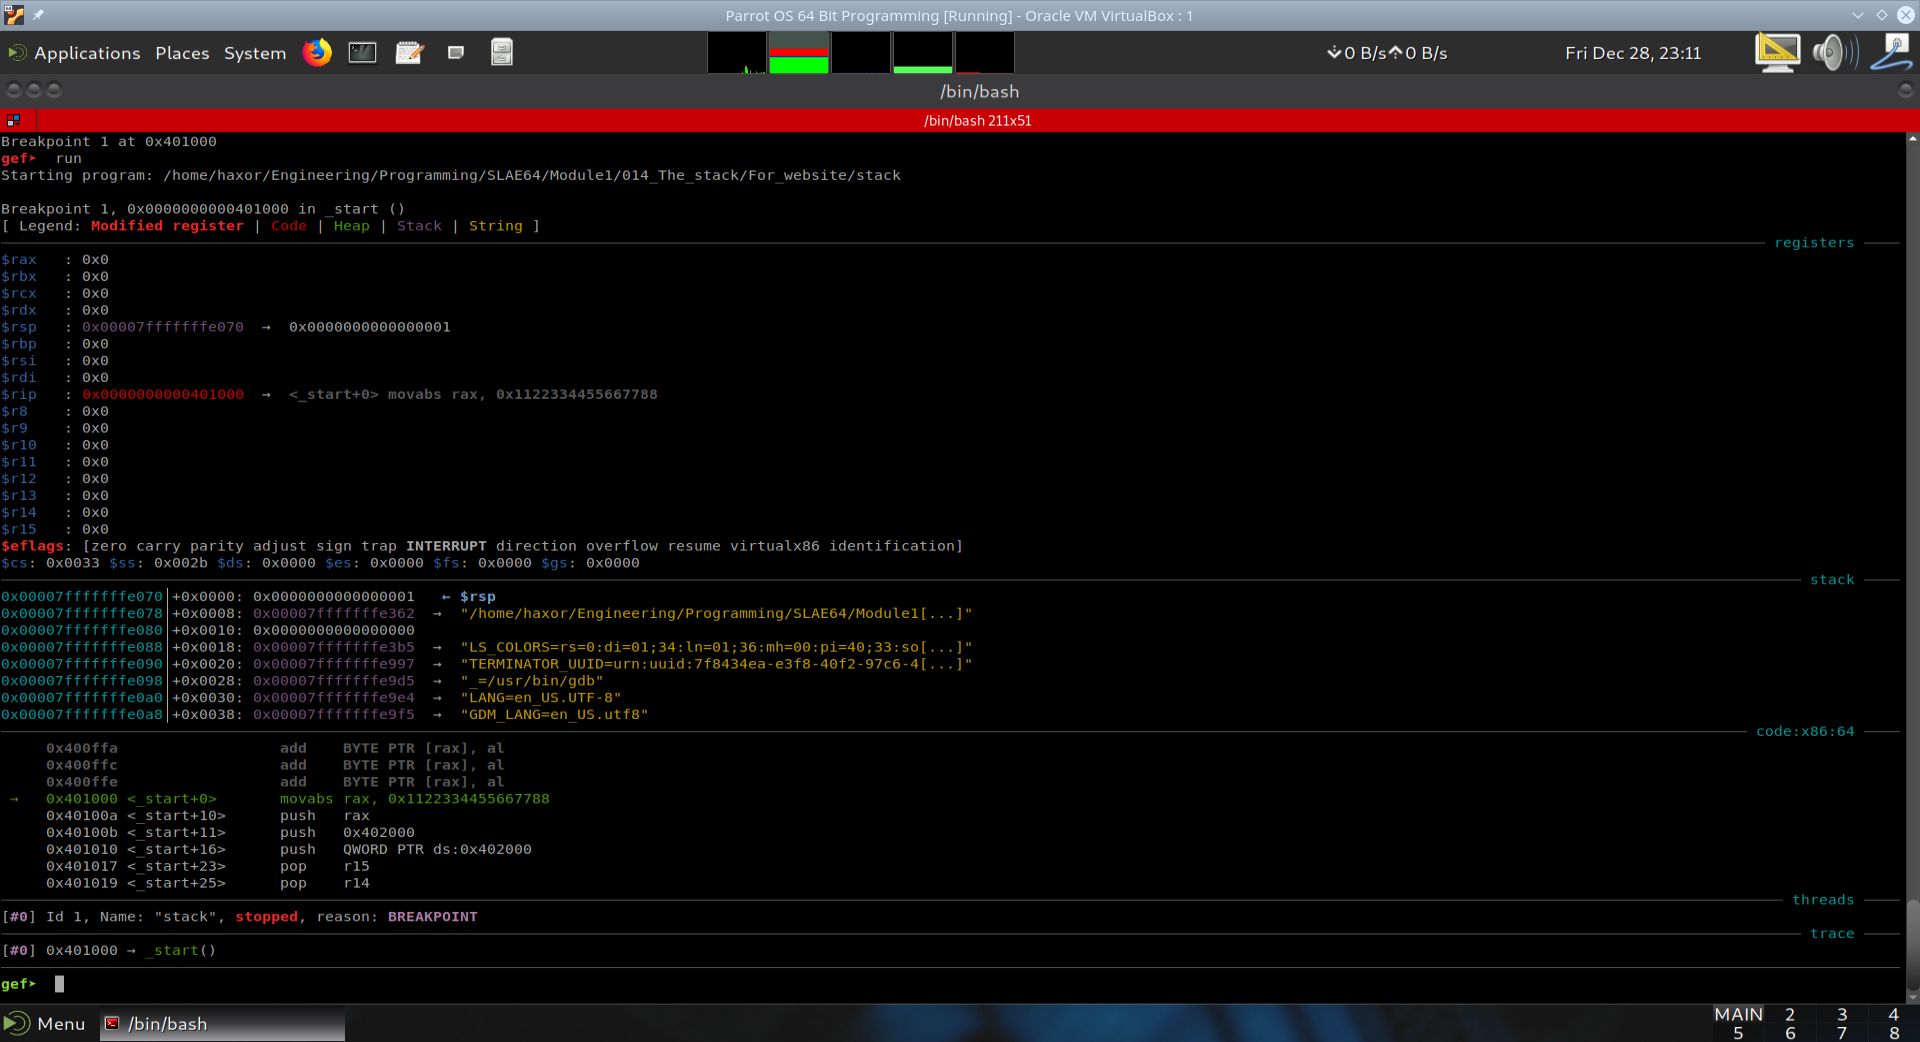 Parrot OS 64 Bit Programming [Running] - Oracle VM VirtualBox : 1
Applications Places System 0 B/s 0 B/s Fri Dec 28, 23:11
/bin/bash
/bin/bash 211x51
Breakpoint 1 at 0x401000
gef➤  run
Starting program: /home/haxor/Engineering/Programming/SLAE64/Module1/014_The_stack/For_website/stack
Breakpoint 1, 0x0000000000401000 in _start ()
[ Legend: Modified register | Code | Heap | Stack | String ]
registers
$rax   : 0x0
$rbx   : 0x0
$rcx   : 0x0
$rdx   : 0x0
$rsp   : 0x00007fffffffe070  →  0x0000000000000001
$rbp   : 0x0
$rsi   : 0x0
$rdi   : 0x0
$rip   : 0x0000000000401000  →  <_start+0> movabs rax, 0x1122334455667788
$r8    : 0x0
$r9    : 0x0
$r10   : 0x0
$r11   : 0x0
$r12   : 0x0
$r13   : 0x0
$r14   : 0x0
$r15   : 0x0
$eflags: [zero carry parity adjust sign trap INTERRUPT direction overflow resume virtualx86 identification]
$cs: 0x0033 $ss: 0x002b $ds: 0x0000 $es: 0x0000 $fs: 0x0000 $gs: 0x0000
stack
0x00007fffffffe070|+0x0000: 0x0000000000000001   ← $rsp
0x00007fffffffe078|+0x0008: 0x00007fffffffe362  →  "/home/haxor/Engineering/Programming/SLAE64/Module1[...]"
0x00007fffffffe080|+0x0010: 0x0000000000000000
0x00007fffffffe088|+0x0018: 0x00007fffffffe3b5  →  "LS_COLORS=rs=0:di=01;34:ln=01;36:mh=00:pi=40;33:so[...]"
0x00007fffffffe090|+0x0020: 0x00007fffffffe997  →  "TERMINATOR_UUID=urn:uuid:7f8434ea-e3f8-40f2-97c6-4[...]"
0x00007fffffffe098|+0x0028: 0x00007fffffffe9d5  →  "_=/usr/bin/gdb"
0x00007fffffffe0a0|+0x0030: 0x00007fffffffe9e4  →  "LANG=en_US.UTF-8"
0x00007fffffffe0a8|+0x0038: 0x00007fffffffe9f5  →  "GDM_LANG=en_US.utf8"
code:x86:64
0x400ffa                  add    BYTE PTR [rax], al
0x400ffc                  add    BYTE PTR [rax], al
0x400ffe                  add    BYTE PTR [rax], al
→   0x401000 <_start+0>       movabs rax, 0x1122334455667788
0x40100a <_start+10>      push   rax
0x40100b <_start+11>      push   0x402000
0x401010 <_start+16>      push   QWORD PTR ds:0x402000
0x401017 <_start+23>      pop    r15
0x401019 <_start+25>      pop    r14
threads
[#0] Id 1, Name: "stack", stopped, reason: BREAKPOINT
trace
[#0] 0x401000 → _start()
gef➤
Menu /bin/bash MAIN 2 3 4
5 6 7 8